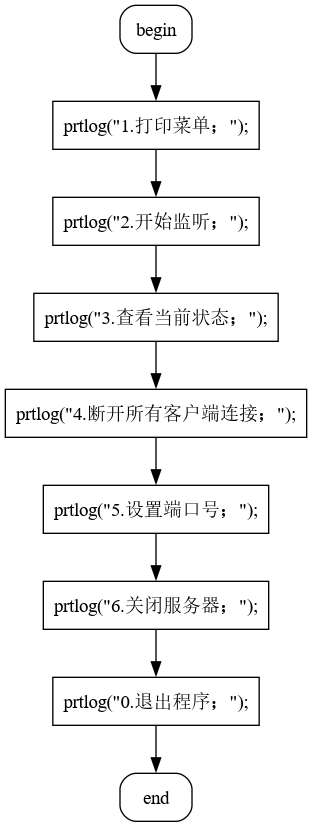 begin
prtlog("1.打印菜单；");
prtlog("2.开始监听；");
prtlog("3.查看当前状态；");
prtlog("4.断开所有客户端连接；");
prtlog("5.设置端口号；");
prtlog("6.关闭服务器；");
prtlog("0.退出程序；");
end